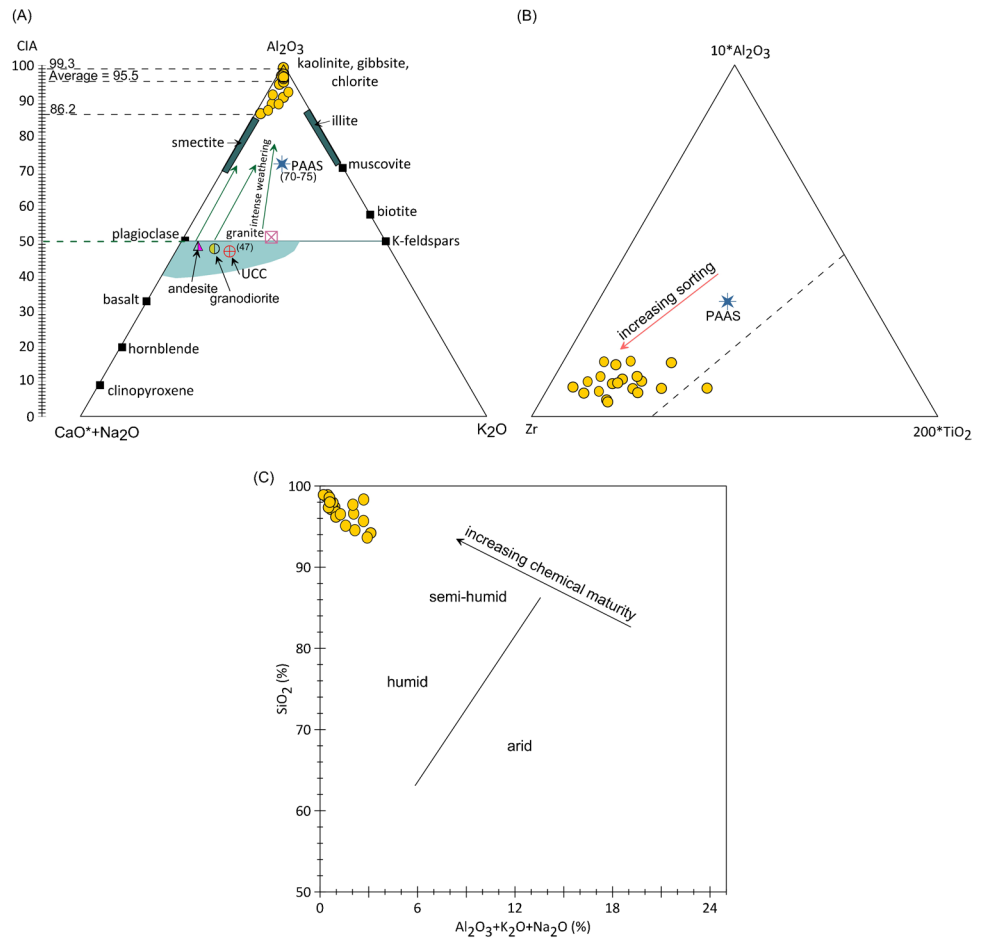 (A)
CIA
Al₂O₃
kaolinite, gibbsite,
chlorite
100
99.3
Average = 95.5
90
86.2
80
70
60
50
40
30
20
10
0
smectite
illite
intense weathering
PAAS
(70-75)
muscovite
biotite
plagioclase
granite
K-feldspars
(47)
UCC
andesite
granodiorite
basalt
hornblende
clinopyroxene
CaO*+Na2O
K2O
(B)
10*Al₂O₃
increasing sorting
PAAS
Zr
200*TiO₂
(C)
100
90
80
70
60
50
SiO₂ (%)
increasing chemical maturity
semi-humid
humid
arid
0
6
12
18
24
Al₂O₃+K₂O+Na₂O (%)